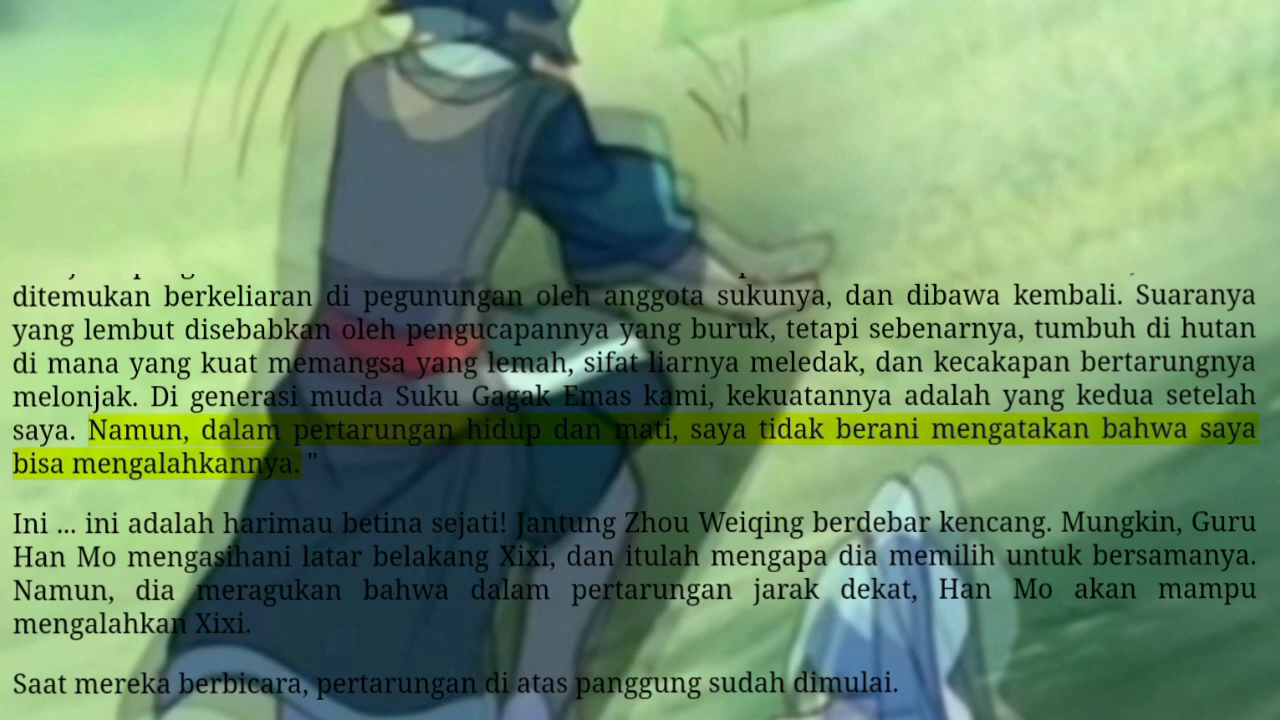 ditemukan berkeliaran di pegunungan oleh anggota sukunya, dan dibawa kembali. Suaranya
yang lembut disebabkan oleh pengucapannya yang buruk, tetapi sebenarnya, tumbuh di hutan
di mana yang kuat memangsa yang lemah, sifat liarnya meledak, dan kecakapan bertarungnya
melonjak. Di generasi muda Suku Gagak Emas kami, kekuatannya adalah yang kedua setelah
saya. Namun, dalam pertarungan hidup dan mati, saya tidak berani mengatakan bahwa saya
bisa mengalahkannya. "
Ini ... ini adalah harimau betina sejati! Jantung Zhou Weiqing berdebar kencang. Mungkin, Guru
Han Mo mengasihani latar belakang Xixi, dan itulah mengapa dia memilih untuk bersamanya.
Namun, dia meragukan bahwa dalam pertarungan jarak dekat, Han Mo akan mampu
mengalahkan Xixi.
Saat mereka berbicara, pertarungan di atas panggung sudah dimulai.